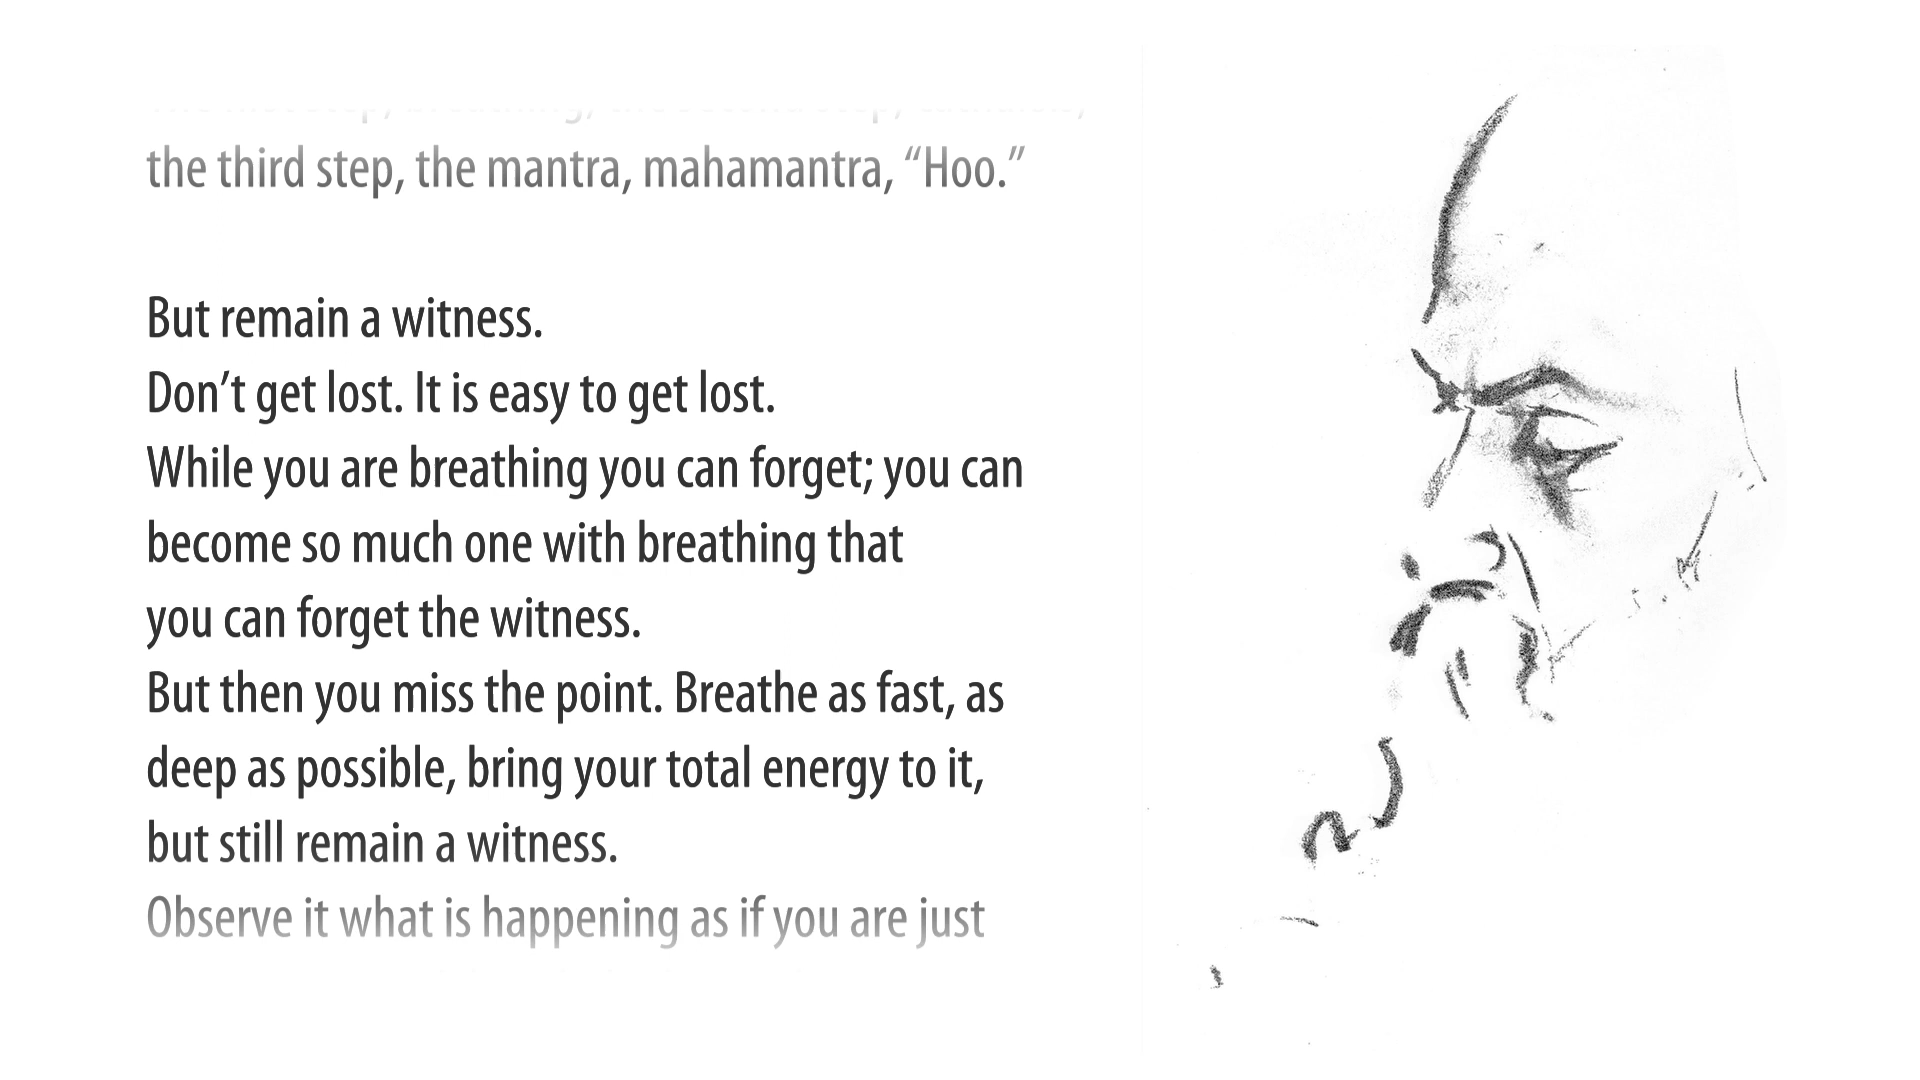 the third step, the mantra, mahamantra, “Hoo.”
But remain a witness.
Don’t get lost. It is easy to get lost.
While you are breathing you can forget; you can
become so much one with breathing that
you can forget the witness.
But then you miss the point. Breathe as fast, as
deep as possible, bring your total energy to it,
but still remain a witness.
Observe it what is happening as if you are just